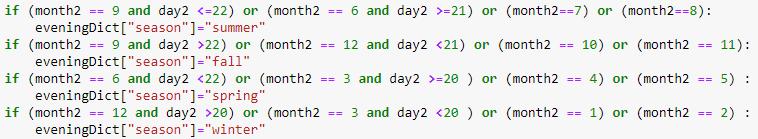 if (month2 == 9 and day2 <=22) or (month2 == 6 and day2 >=21) or (month2==7) or (month2==8):
    eveningDict["season"]="summer"
if (month2 == 9 and day2 >22) or (month2 == 12 and day2 <21) or (month2 == 10) or (month2 == 11):
    eveningDict["season"]="fall"
if (month2 == 6 and day2 <22) or (month2 == 3 and day2 >=20 ) or (month2 == 4) or (month2 == 5) :
    eveningDict["season"]="spring"
if (month2 == 12 and day2 >20) or (month2 == 3 and day2 <20 ) or (month2 == 1) or (month2 == 2) :
    eveningDict["season"]="winter"